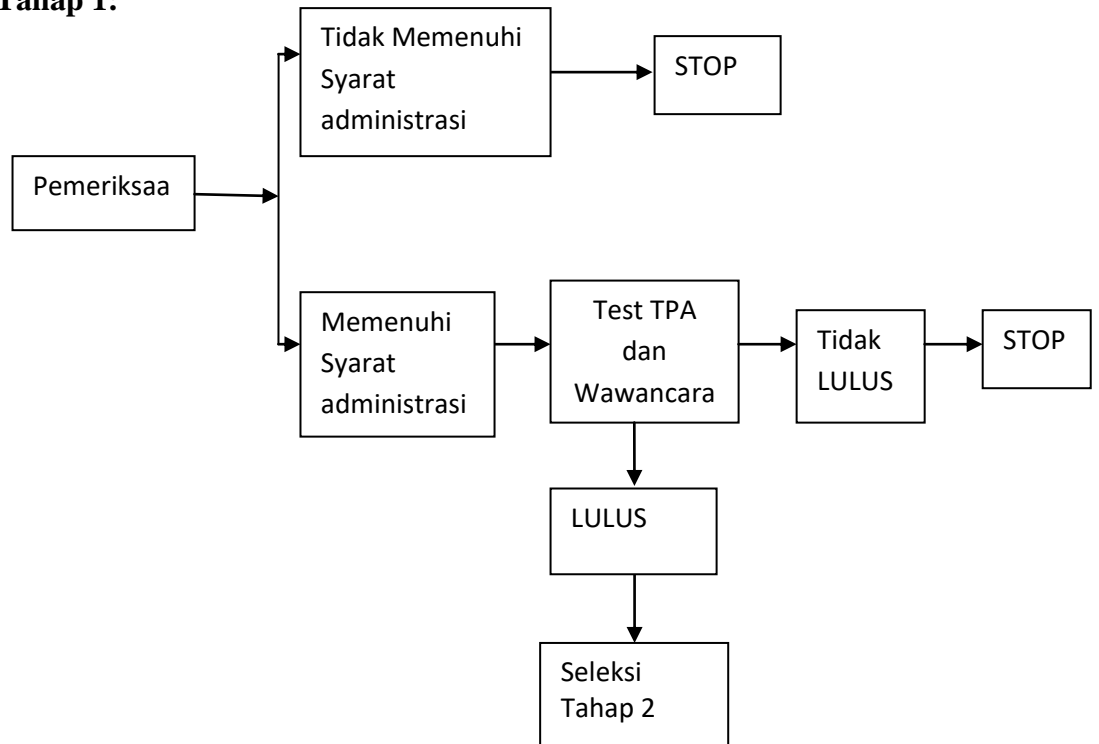 Tahap 1:
Tidak Memenuhi
Syarat
administrasi
STOP
Pemeriksaa
Memenuhi
Syarat
administrasi
Test TPA
dan
Wawancara
Tidak
LULUS
STOP
LULUS
Seleksi
Tahap 2